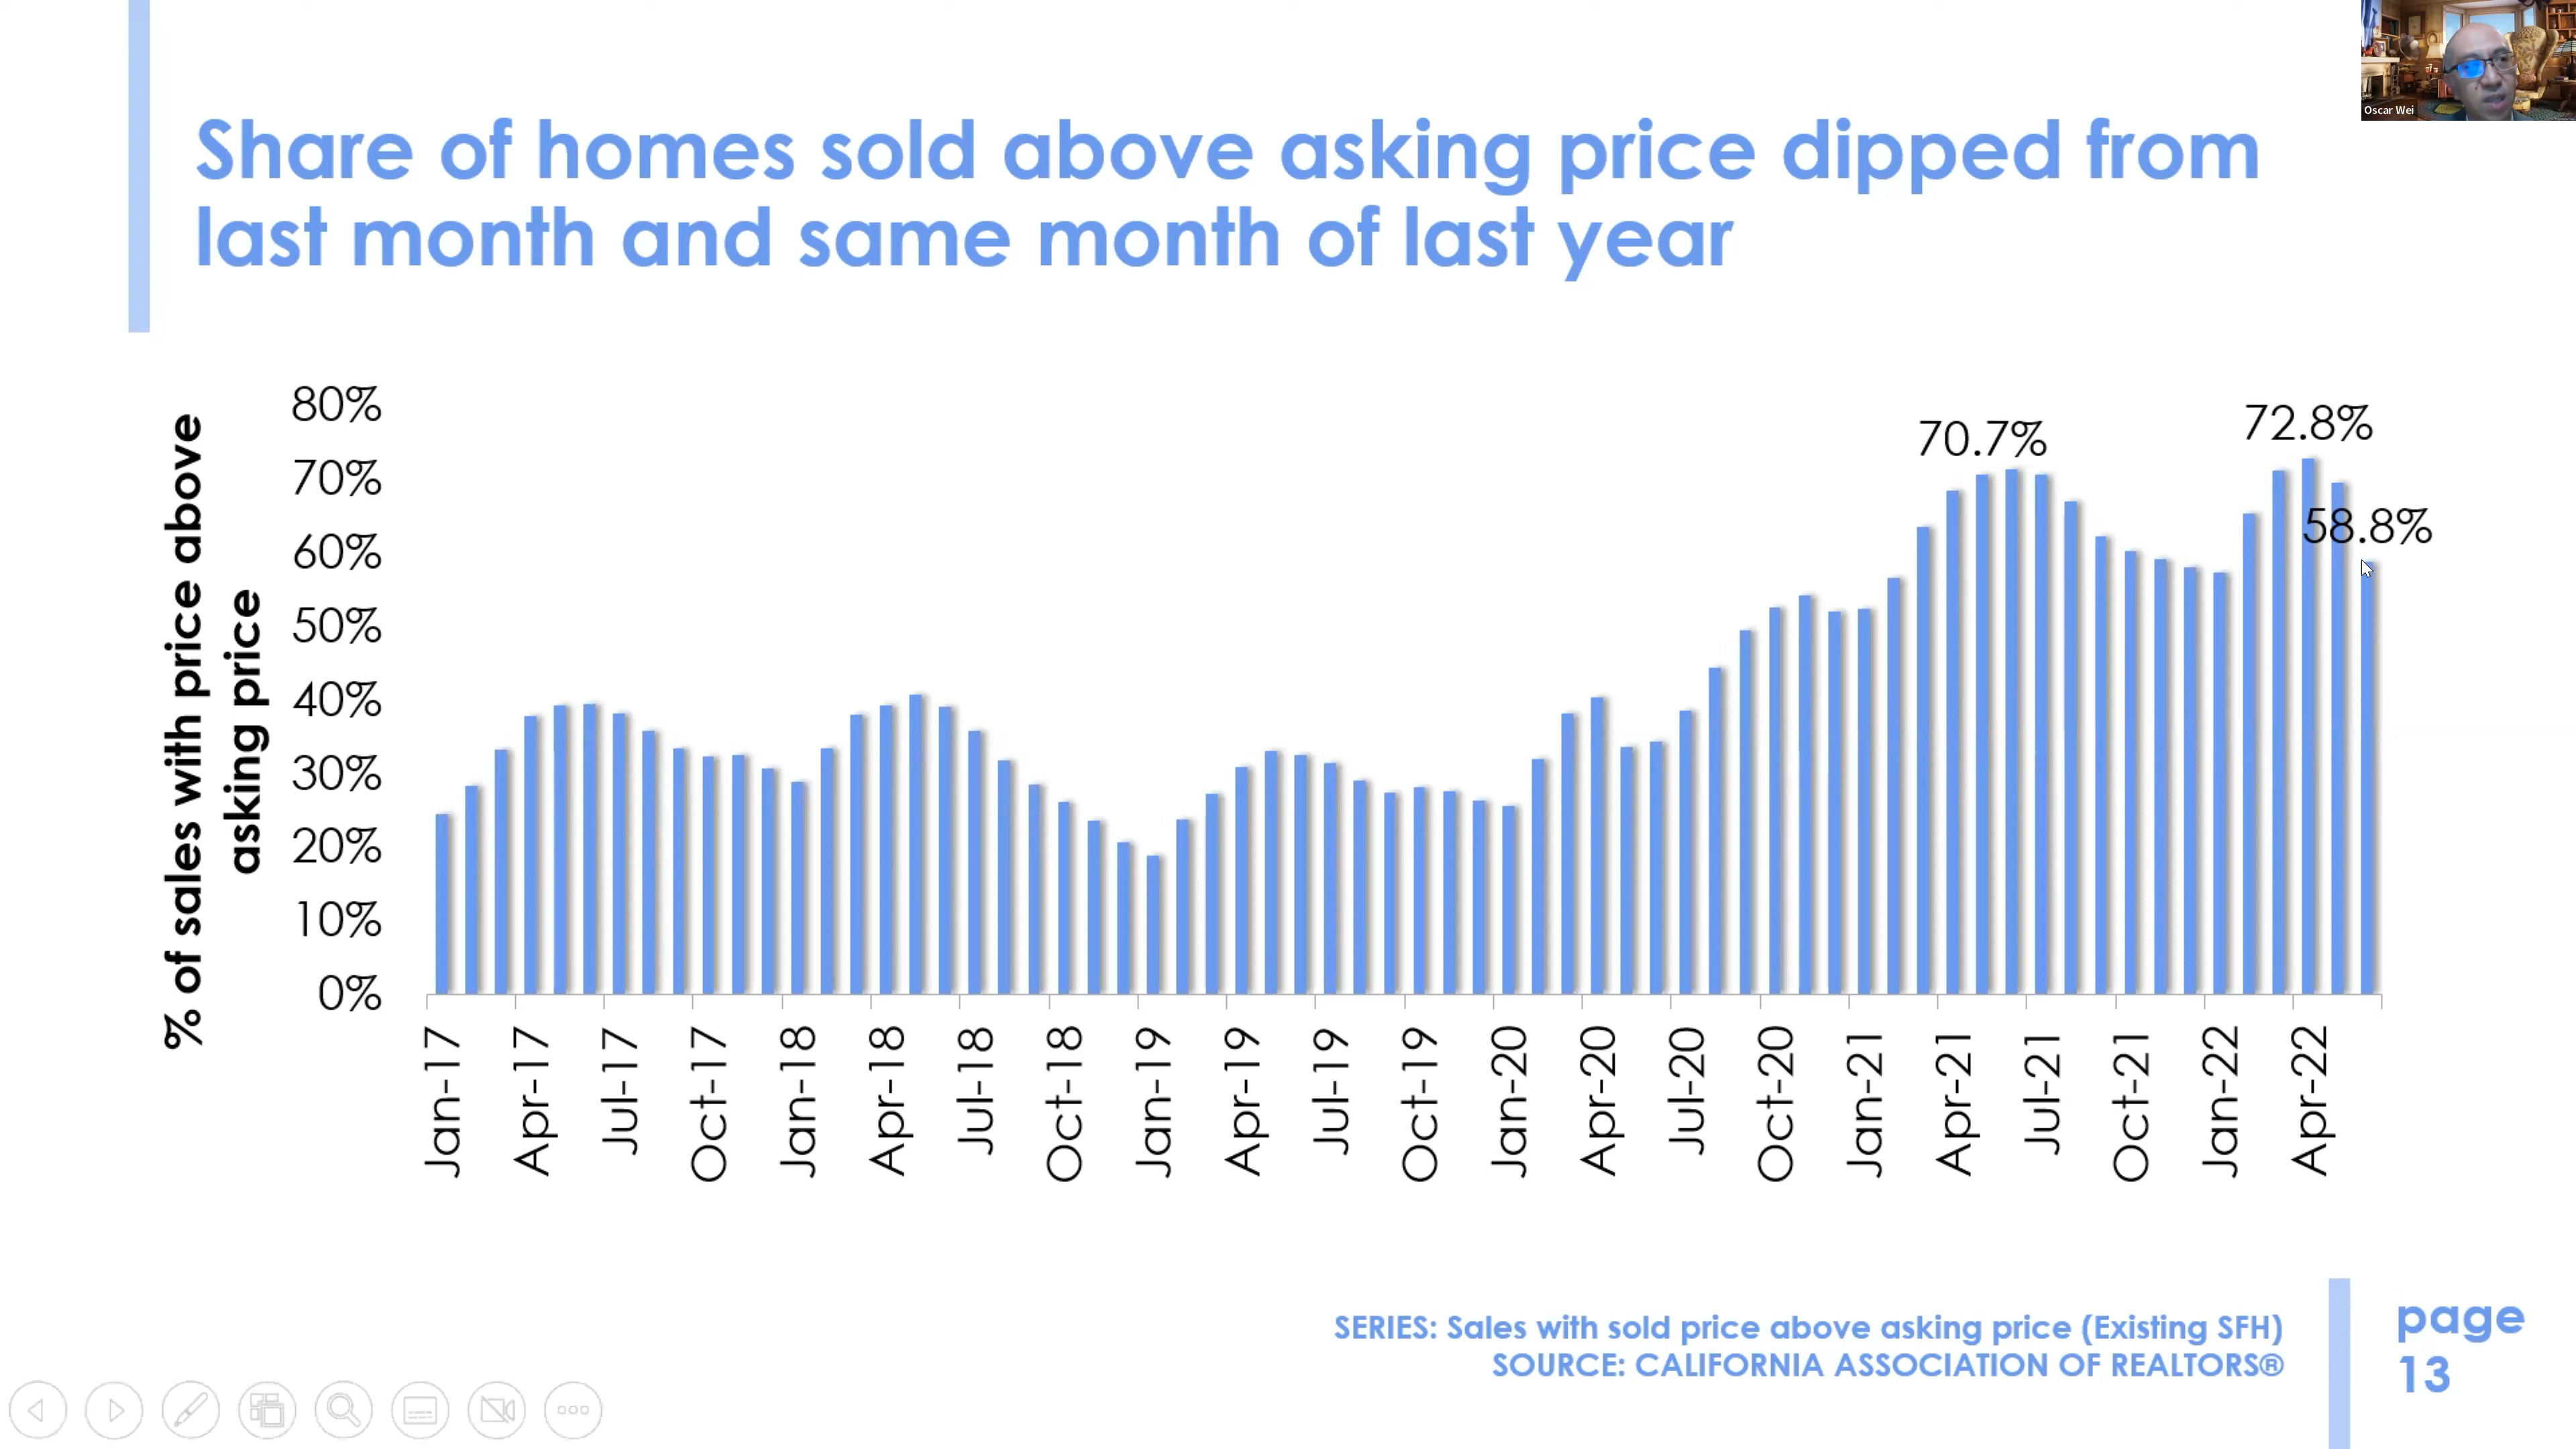 Oscar Wei
Share of homes sold above asking price dipped from
last month and same month of last year
% of sales with price above
asking price
80%
70%
60%
50%
40%
30%
20%
10%
0%
70.7%
72.8%
58.8%
Jan-17
Apr-17
Jul-17
Oct-17
Jan-18
Apr-18
Jul-18
Oct-18
Jan-19
Apr-19
Jul-19
Oct-19
Jan-20
Apr-20
Jul-20
Oct-20
Jan-21
Apr-21
Jul-21
Oct-21
Jan-22
Apr-22
SERIES: Sales with sold price above asking price (Existing SFH)
SOURCE: CALIFORNIA ASSOCIATION OF REALTORS®
page
13